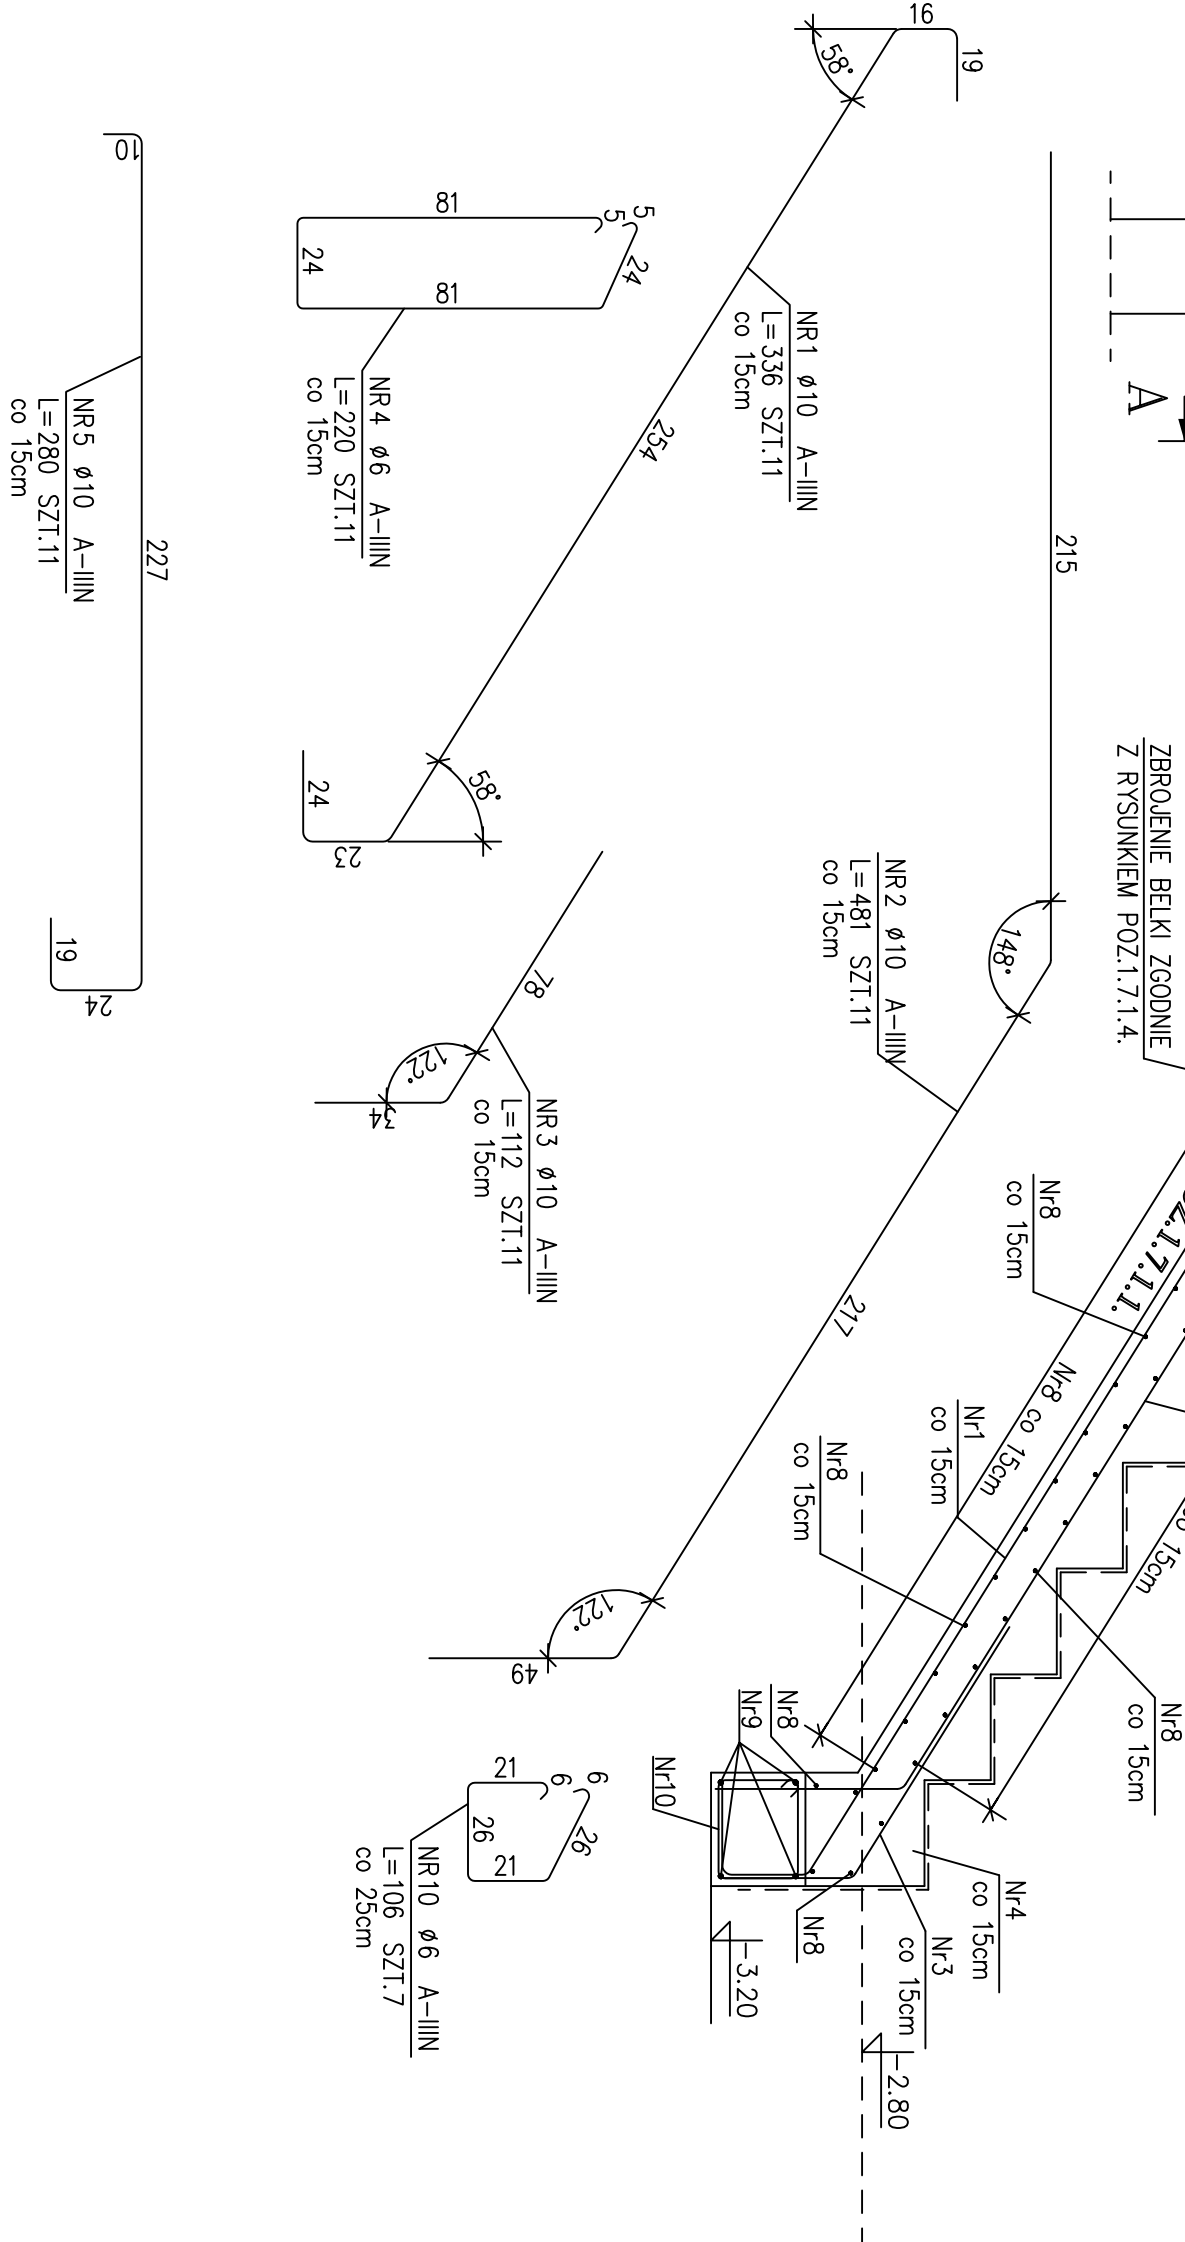 16
19
58°
NR1 ø10 A-IIIN
L=336 SZT.11
co 15cm
254
58°
23
24
10
227
NR5 ø10 A-IIIN
L=280 SZT.11
co 15cm
24
19
81
5
5
24
24
81
NR4 ø6 A-IIIN
L=220 SZT.11
co 15cm
A
215
148°
NR2 ø10 A-IIIN
L=481 SZT.11
co 15cm
217
122°
49
78
NR3 ø10 A-IIIN
L=112 SZT.11
co 15cm
122°
34
ZBROJENIE BELKI ZGODNIE
Z RYSUNKIEM POZ.1.7.1.4.
Z.1.7.1.1.
Nr8
co 15cm
Nr8 co 15cm
Nr1
co 15cm
Nr8
co 15cm
co 15cm
Nr8
co 15cm
Nr8
Nr9
Nr10
Nr8
Nr4
co 15cm
Nr3
co 15cm
-3.20
-2.80
21
6
6
26
26
21
NR10 ø6 A-IIIN
L=106 SZT.7
co 25cm